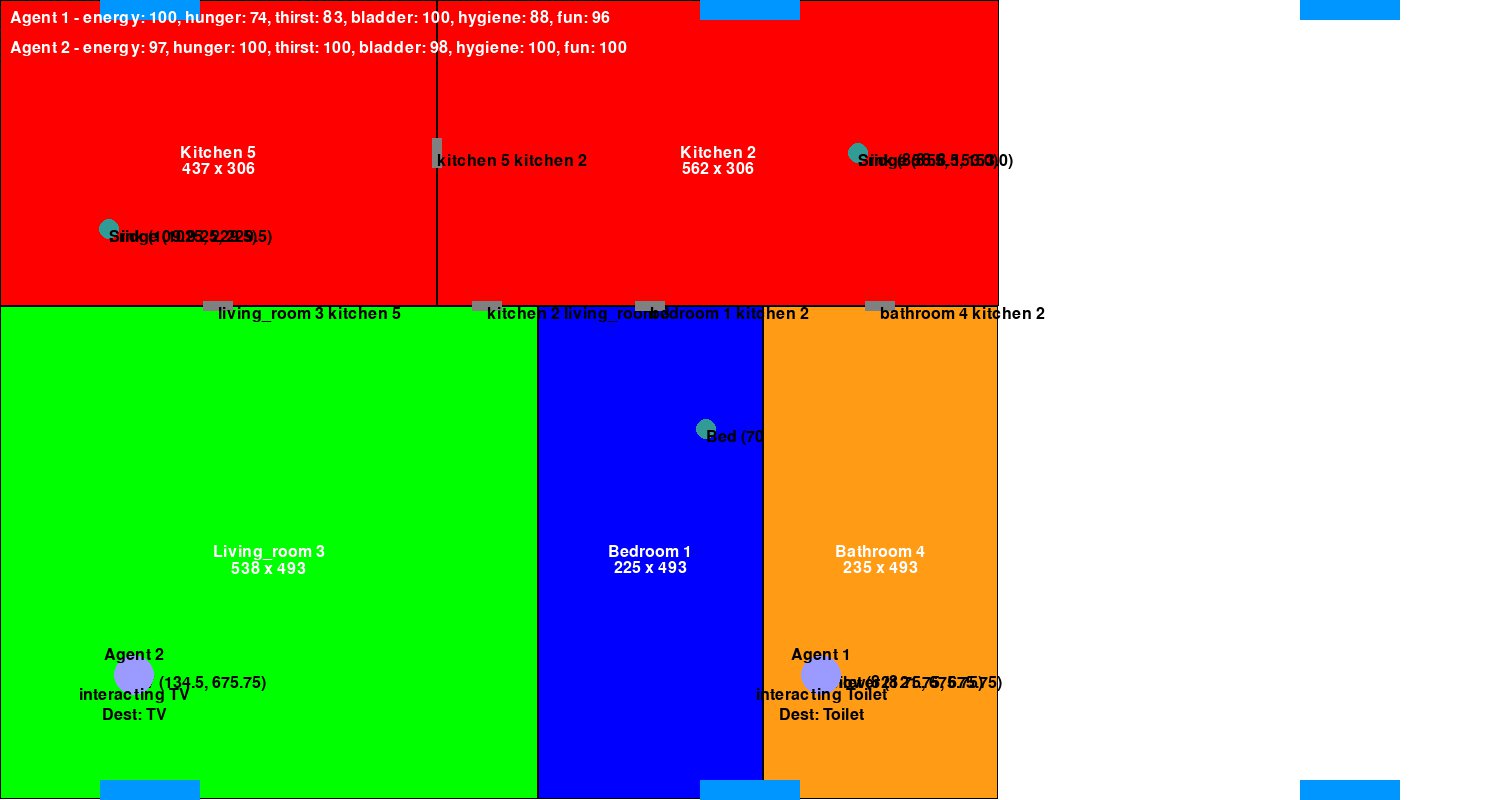 Agent 1 - energy: 100, hunger: 74, thirst: 83, bladder: 100, hygiene: 88, fun: 96
Agent 2 - energy: 97, hunger: 100, thirst: 100, bladder: 98, hygiene: 100, fun: 100
Kitchen 5
437 x 306
Kitchen 2
562 x 306
kitchen 5 kitchen 2
living_room 3 kitchen 5
kitchen 2 living_room
bedroom 1 kitchen 2
bathroom 4 kitchen 2
Bed (70
Living_room 3
538 x 493
Bedroom 1
225 x 493
Bathroom 4
235 x 493
Agent 2
(134.5, 675.75)
interacting TV
Dest: TV
Agent 1
interacting Toilet
Dest: Toilet